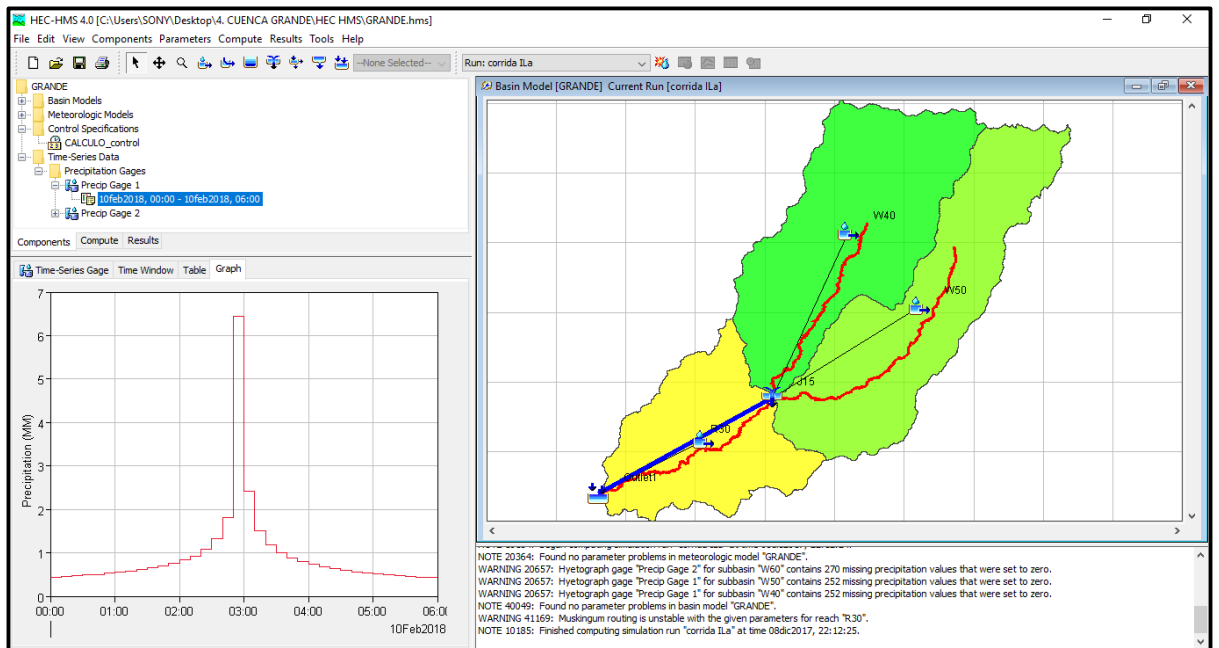 HEC-HMS 4.0 [C:\Users\SONY\Desktop\4. CUENCA GRANDE\HEC HMS\GRANDE.hms]
File Edit View Components Parameters Compute Results Tools Help
--None Selected-- Run: corrida ILa
GRANDE
Basin Models
Meteorologic Models
Control Specifications
CALCULO_control
Time-Series Data
Precipitation Gages
Precip Gage 1
10feb2018, 00:00 - 10feb2018, 06:00
Precip Gage 2
Components Compute Results
Time-Series Gage Time Window Table Graph
7
6
5
4
3
2
1
0
Precipitation (MM)
00:00 01:00 02:00 03:00 04:00 05:00 06:0
10Feb2018
Basin Model [GRANDE] Current Run [corrida ILa]
W40
W50
J15
R30
Outlet1
NOTE 20364: Found no parameter problems in meteorologic model "GRANDE".
WARNING 20657: Hyetograph gage "Precip Gage 2" for subbasin "W60" contains 270 missing precipitation values that were set to zero.
WARNING 20657: Hyetograph gage "Precip Gage 1" for subbasin "W50" contains 252 missing precipitation values that were set to zero.
WARNING 20657: Hyetograph gage "Precip Gage 1" for subbasin "W40" contains 252 missing precipitation values that were set to zero.
NOTE 40049: Found no parameter problems in basin model "GRANDE".
WARNING 41169: Muskingum routing is unstable with the given parameters for reach "R30".
NOTE 10185: Finished computing simulation run "corrida ILa" at time 08dic2017, 22:12:25.